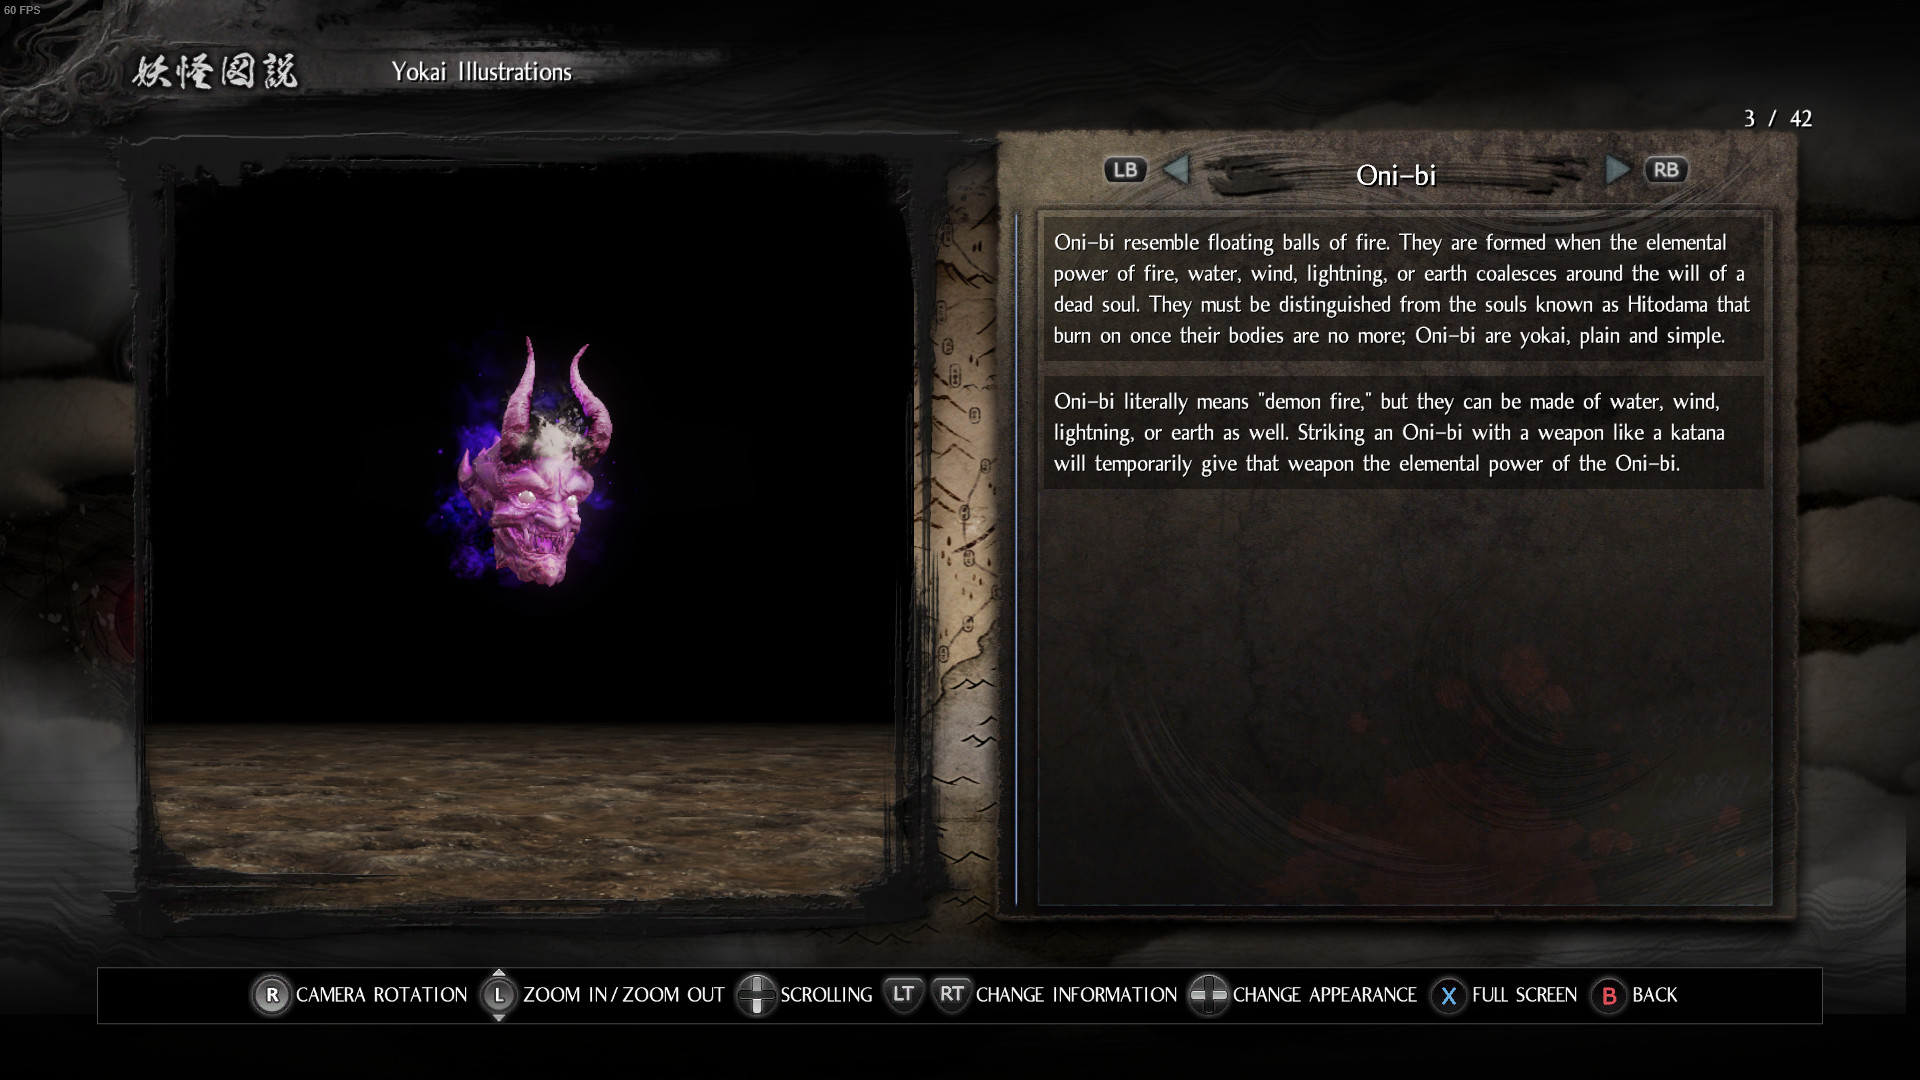 60 FPS
妖怪図説
Yokai Illustrations
3 / 42
LB
Oni-bi
RB
Oni-bi resemble floating balls of fire. They are formed when the elemental
power of fire, water, wind, lightning, or earth coalesces around the will of a
dead soul. They must be distinguished from the souls known as Hitodama that
burn on once their bodies are no more; Oni-bi are yokai, plain and simple.
Oni-bi literally means "demon fire," but they can be made of water, wind,
lightning, or earth as well. Striking an Oni-bi with a weapon like a katana
will temporarily give that weapon the elemental power of the Oni-bi.
R CAMERA ROTATION L ZOOM IN/ZOOM OUT SCROLLING LT RT CHANGE INFORMATION CHANGE APPEARANCE X FULL SCREEN B BACK